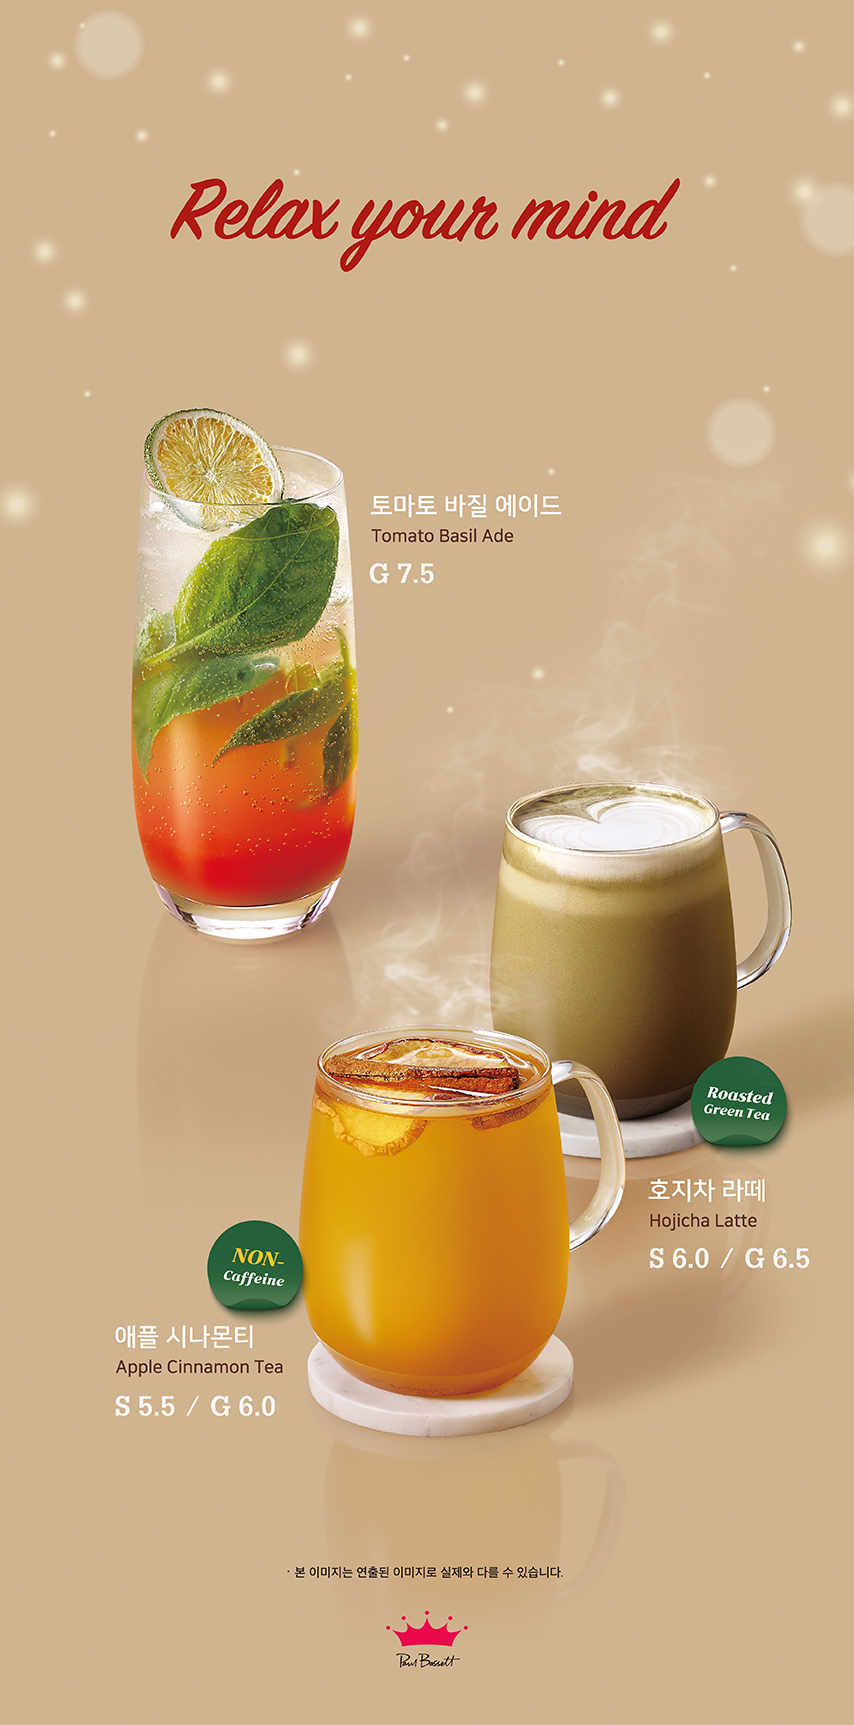 Relax your mind
토마토 바질 에이드
Tomato Basil Ade
G 7.5
Roasted
Green Tea
호지차 라떼
Hojicha Latte
S 6.0 / G 6.5
NON-
Caffeine
애플 시나몬티
Apple Cinnamon Tea
S 5.5 / G 6.0
· 본 이미지는 연출된 이미지로 실제와 다를 수 있습니다.
Paul Bassett